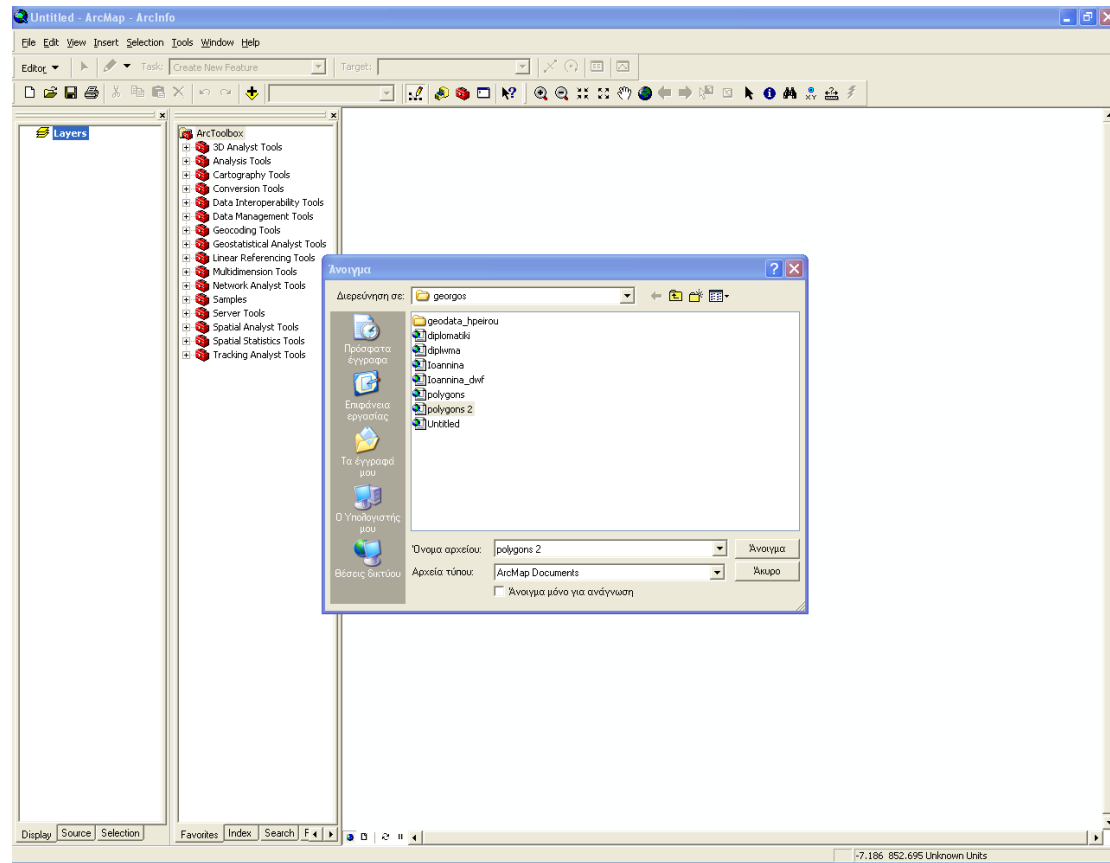 Untitled - ArcMap - ArcInfo
File Edit View Insert Selection Tools Window Help
Editor Task: Create New Feature Target:
Layers
ArcToolbox
3D Analyst Tools
Analysis Tools
Cartography Tools
Conversion Tools
Data Interoperability Tools
Data Management Tools
Geocoding Tools
Geostatistical Analyst Tools
Linear Referencing Tools
Multidimension Tools
Network Analyst Tools
Samples
Server Tools
Spatial Analyst Tools
Spatial Statistics Tools
Tracking Analyst Tools
Άνοιγμα
Διερεύνηση σε: georgos
Πρόσφατα έγγραφα
Επιφάνεια εργασίας
Τα έγγραφά μου
Ο Υπολογιστής μου
Θέσεις δικτύου
geodata_hpeirou
diplomatiki
diplwma
Ioannina
Ioannina_dwf
polygons
polygons 2
Untitled
Όνομα αρχείου: polygons 2 Άνοιγμα
Αρχεία τύπου: ArcMap Documents Άκυρο
Άνοιγμα μόνο για ανάγνωση
Display Source Selection
Favorites Index Search F
-7.186 852.695 Unknown Units